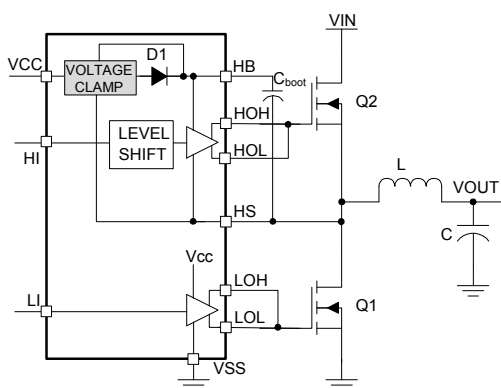 VIN
D1
VCC
VOLTAGE
CLAMP
HB
Cboot
HOH
Q2
LEVEL
SHIFT
HI
HOL
L
VOUT
HS
C
Vcc
LOH
LI
LOL
Q1
VSS